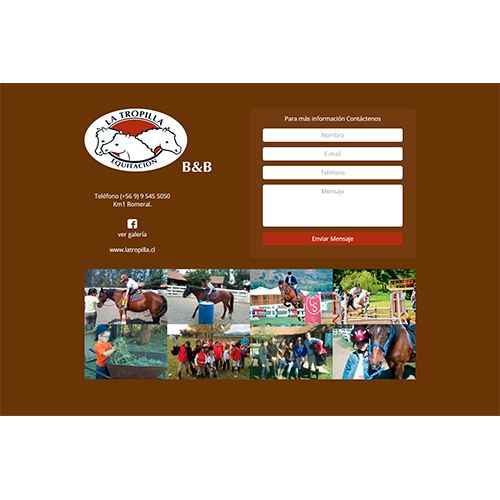 LA TROPILLA
EQUITACION
B&B
Teléfono (+56 9) 9 545 5050
Km1 Romeral.
ver galería
www.latropilla.cl
Para más información Contáctenos
Nombre
E-mail
Teléfono
Mensaje
Enviar Mensaje